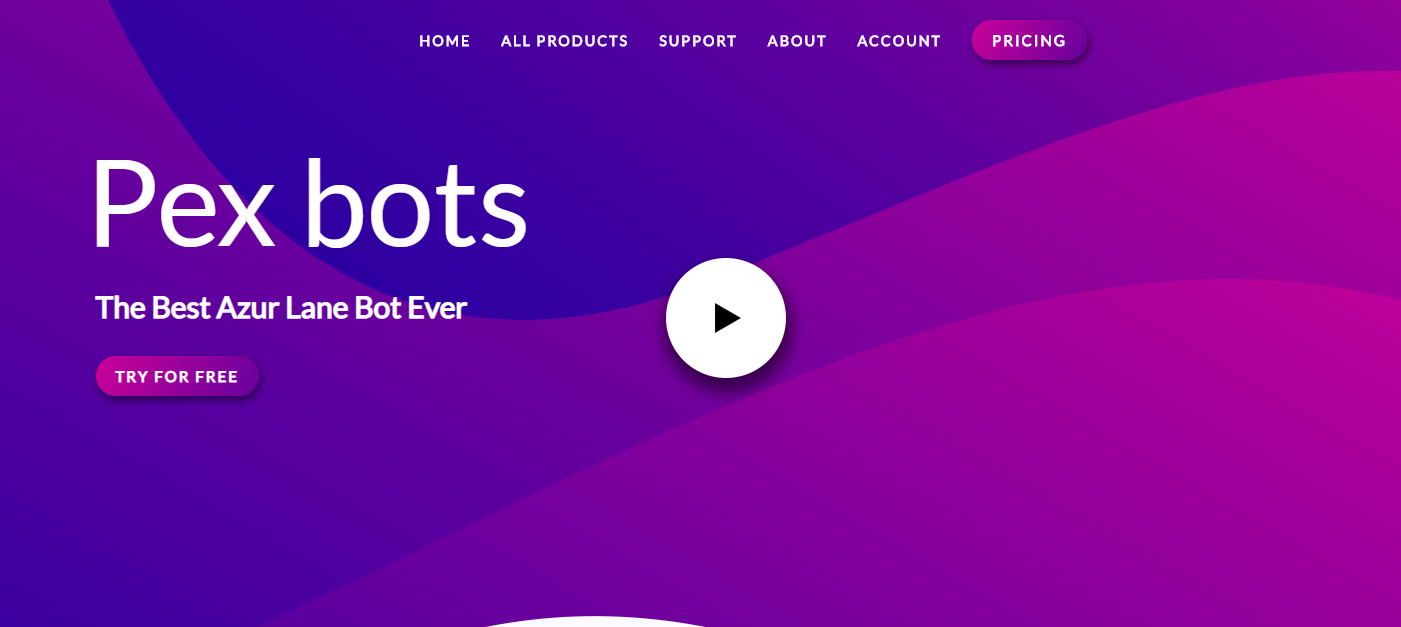 HOME ALL PRODUCTS SUPPORT ABOUT ACCOUNT PRICING
Pex bots
The Best Azur Lane Bot Ever
TRY FOR FREE